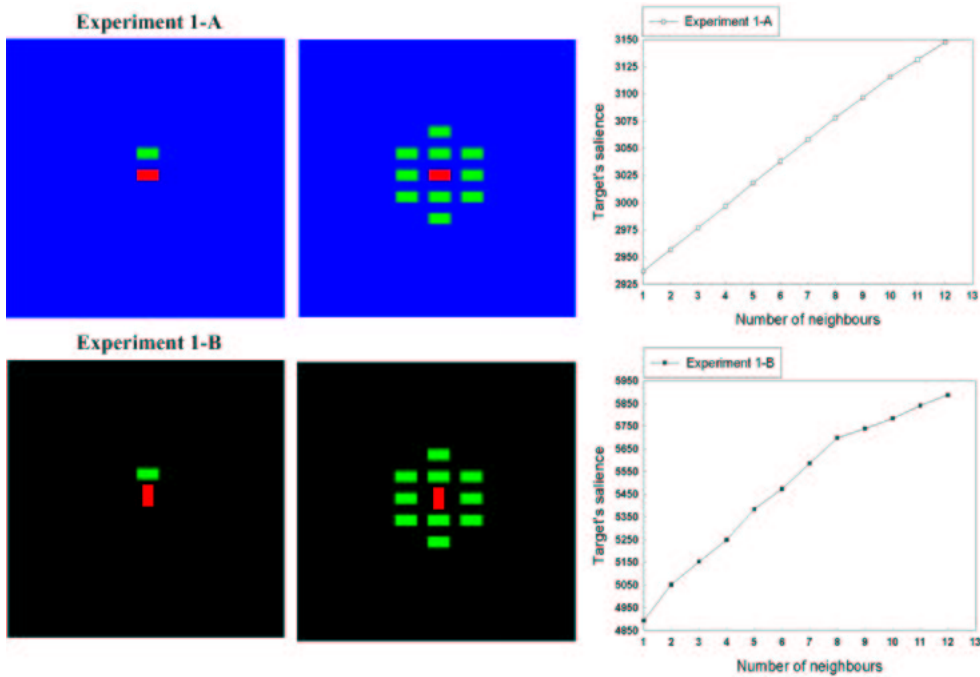 Experiment 1-A
Experiment 1-A
3150
3125
3100
3075
3050
3025
3000
2975
2950
2925
Target's salience
1 2 3 4 5 6 7 8 9 10 11 12 13
Number of neighbours
Experiment 1-B
Experiment 1-B
5950
5850
5750
5650
5550
5450
5350
5250
5150
5050
4950
4850
Target's salience
1 2 3 4 5 6 7 8 9 10 11 12 13
Number of neighbours